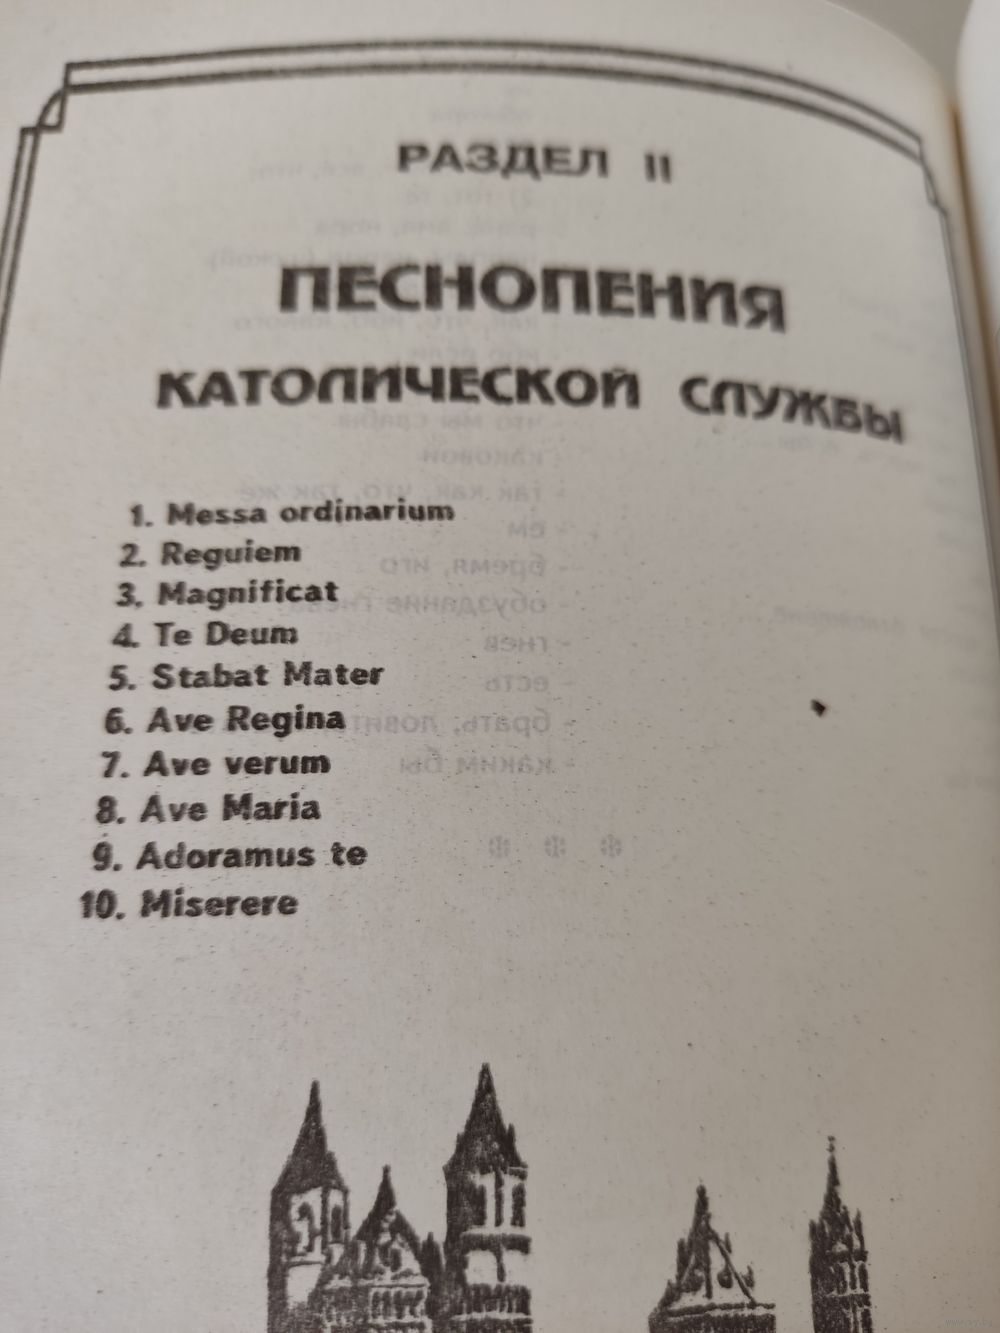 РАЗДЕЛ II
ПЕСНОПЕНИЯ
КАТОЛИЧЕСКОЙ СЛУЖБЫ
1. Messa ordinarium
2. Reguiem
3. Magnificat
4. Te Deum
5. Stabat Mater
6. Ave Regina
7. Ave verum
8. Ave Maria
9. Adoramus te
10. Miserere